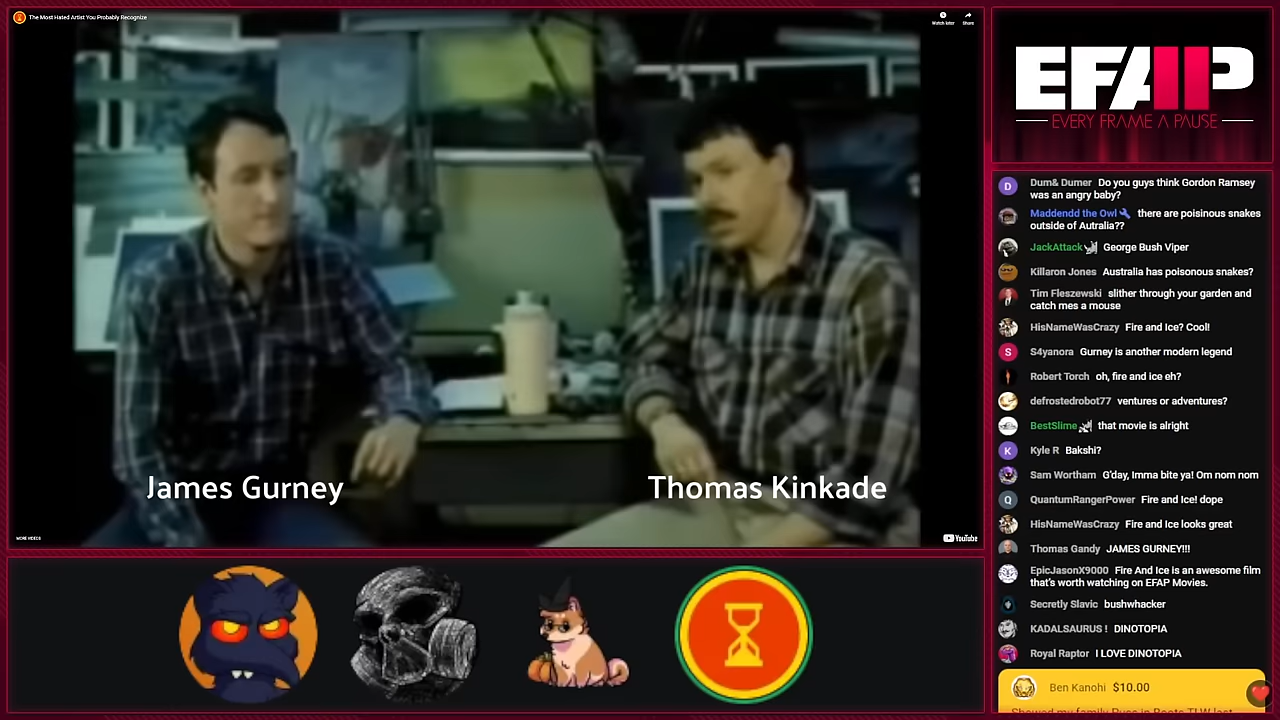 The Most Hated Artist You Probably Recognize
Watch later
Share
James Gurney
Thomas Kinkade
MORE VIDEOS
YouTube
EFAP
EVERY FRAME A PAUSE
D
Dum& Dumer Do you guys think Gordon Ramsey
was an angry baby?
Maddendd the Owl there are poisinous snakes
outside of Autralia??
JackAttack George Bush Viper
Killaron Jones Australia has poisonous snakes?
Tim Fleszewski slither through your garden and
catch mes a mouse
HisNameWasCrazy Fire and Ice? Cool!
S
S4yanora Gurney is another modern legend
Robert Torch oh, fire and ice eh?
defrostedrobot77 ventures or adventures?
BestSlime that movie is alright
K
Kyle R Bakshi?
Sam Wortham G'day, Imma bite ya! Om nom nom
Q
QuantumRangerPower Fire and Ice! dope
HisNameWasCrazy Fire and Ice looks great
Thomas Gandy JAMES GURNEY!!!
EpicJasonX9000 Fire And Ice is an awesome film
that's worth watching on EFAP Movies.
Secretly Slavic bushwhacker
KADALSAURUS ! DINOTOPIA
Royal Raptor I LOVE DINOTOPIA
Ben Kanohi $10.00